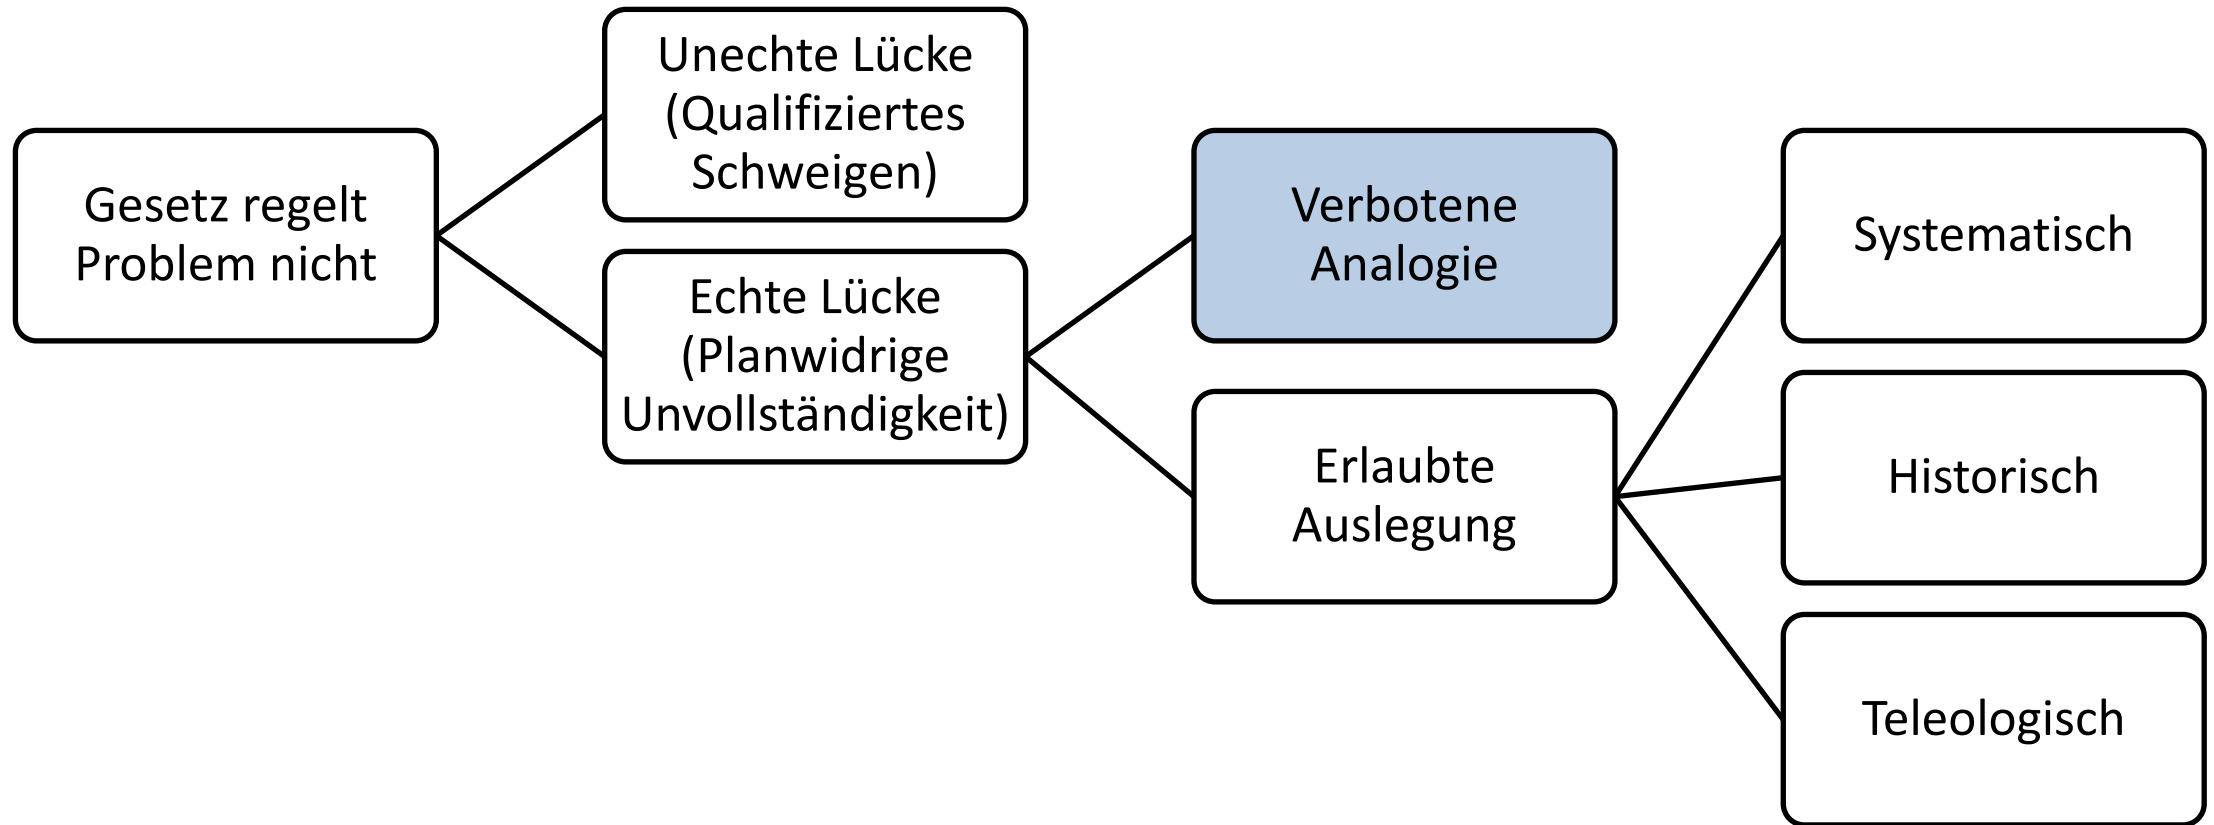 Gesetz regelt
Problem nicht
Unechte Lücke
(Qualifiziertes
Schweigen)
Echte Lücke
(Planwidrige
Unvollständigkeit)
Verbotene
Analogie
Erlaubte
Auslegung
Systematisch
Historisch
Teleologisch